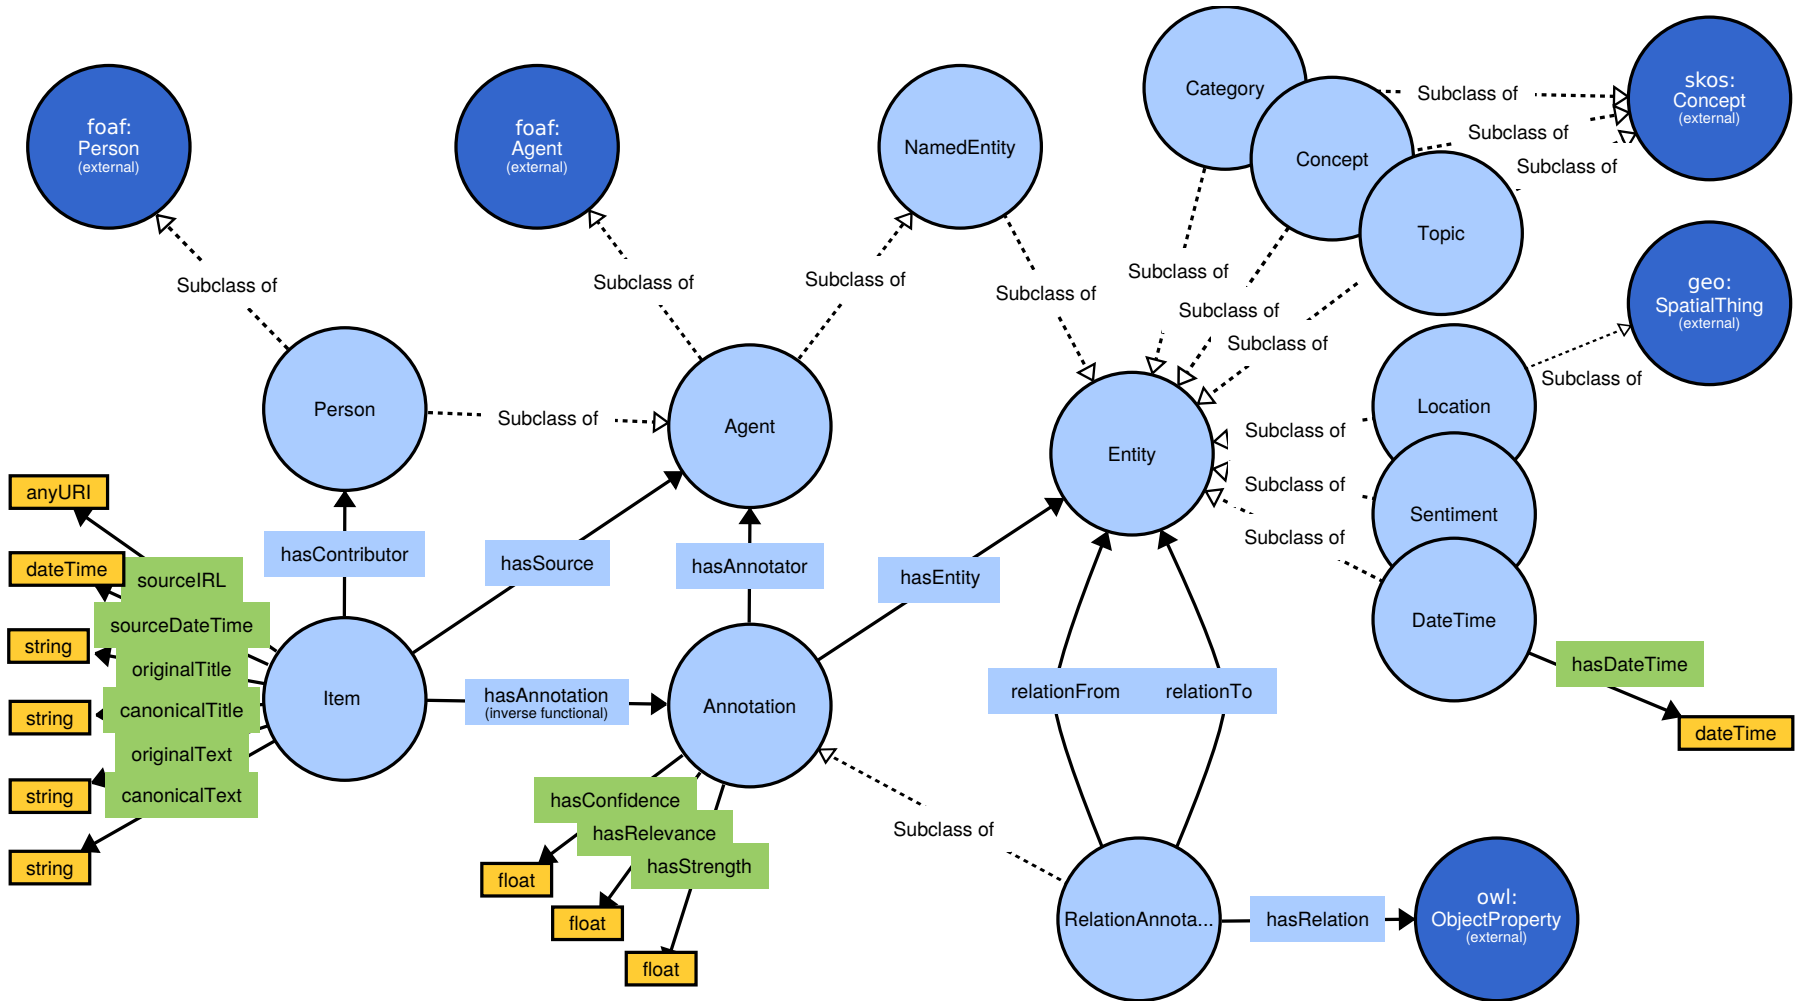 foaf:
Person
(external)
foaf:
Agent
(external)
NamedEntity
Category
Concept
Topic
skos:
Concept
(external)
Subclass of
Subclass of
Subclass of
geo:
SpatialThing
(external)
Subclass of
Subclass of
Subclass of
Subclass of
Subclass of
Subclass of
Subclass of
Subclass of
Person
Subclass of
Agent
Entity
Location
Sentiment
DateTime
Subclass of
Subclass of
Subclass of
anyURI
dateTime
string
string
string
string
sourceIRL
sourceDateTime
originalTitle
canonicalTitle
originalText
canonicalText
hasContributor
hasSource
hasAnnotator
hasEntity
Item
hasAnnotation
(inverse functional)
Annotation
relationFrom
relationTo
hasDateTime
dateTime
hasConfidence
hasRelevance
hasStrength
float
float
float
Subclass of
RelationAnnota...
hasRelation
owl:
ObjectProperty
(external)